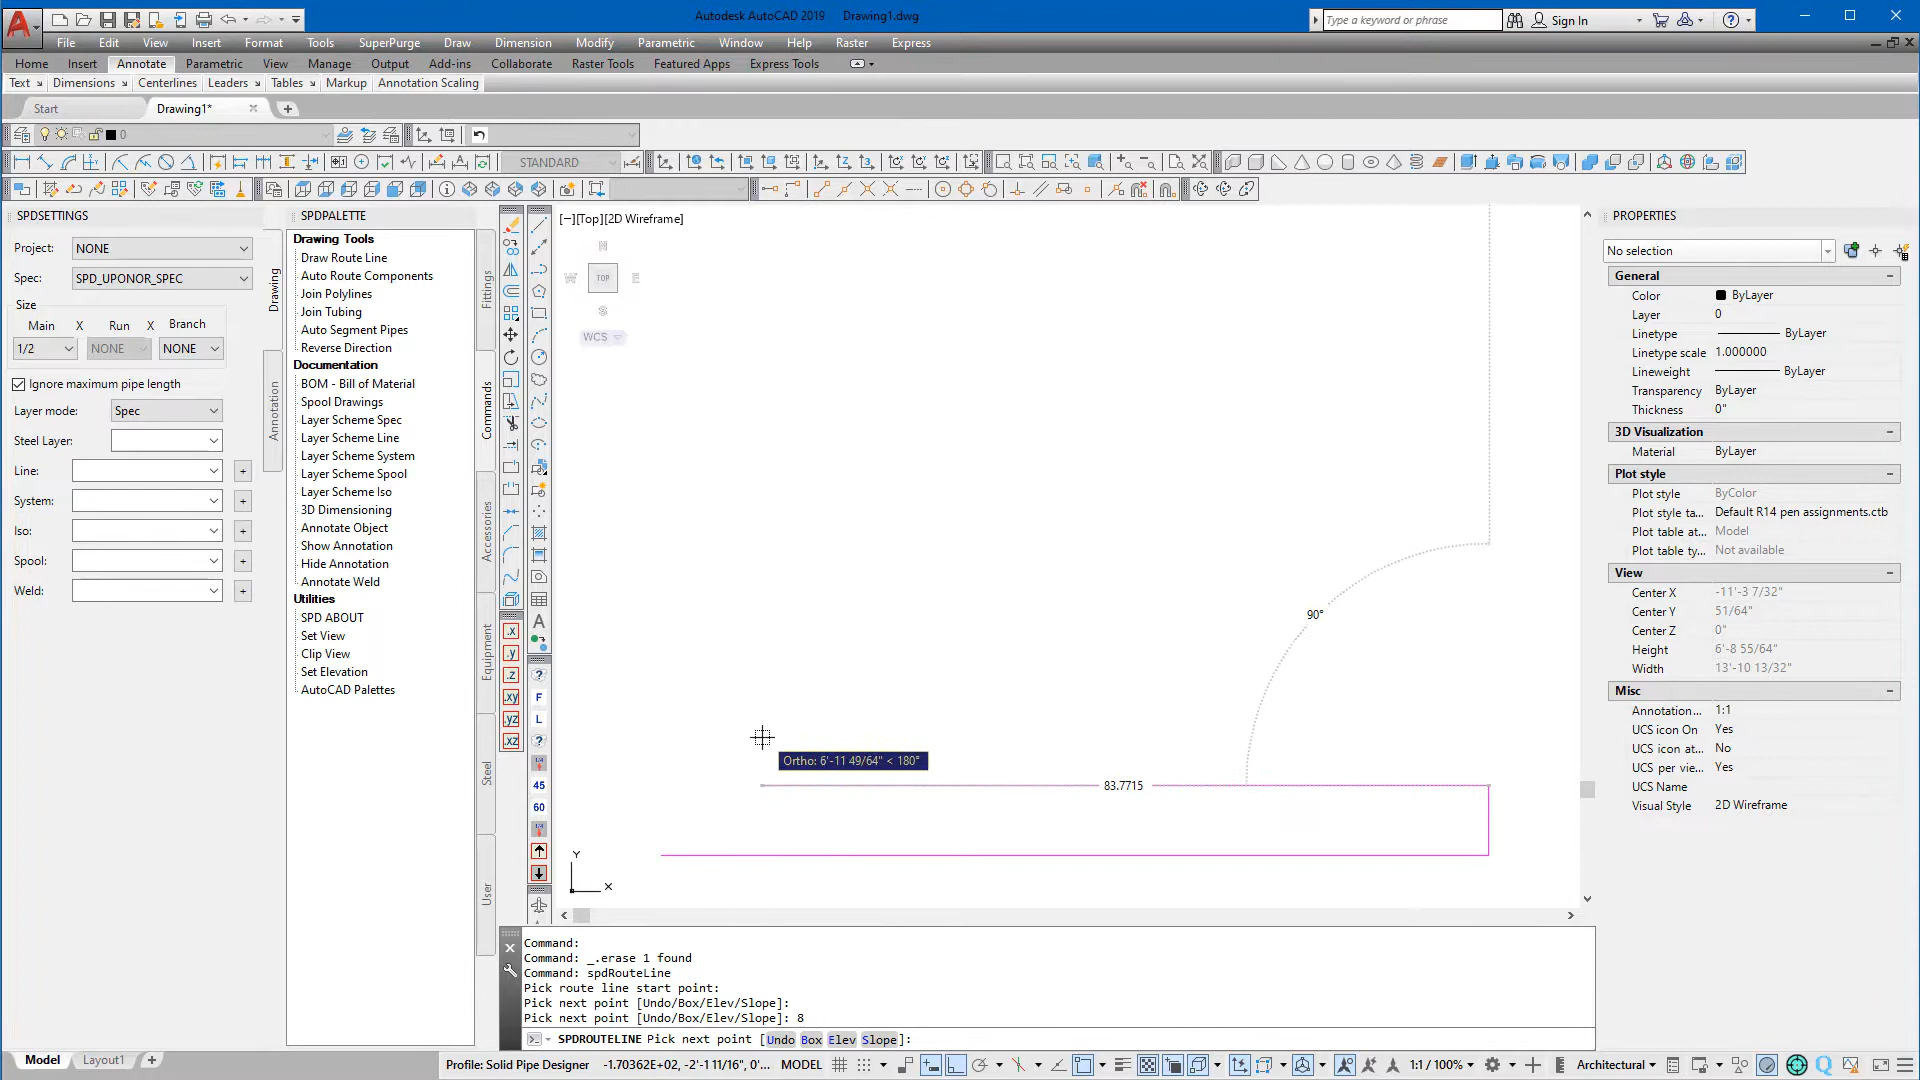 Autodesk AutoCAD 2019 Drawing1.dwg
Type a keyword or phrase
Sign In
File Edit View Insert Format Tools SuperPurge Draw Dimension Modify Parametric Window Help Raster Express
Home Insert Annotate Parametric View Manage Output Add-ins Collaborate Raster Tools Featured Apps Express Tools
Text Dimensions Centerlines Leaders Tables Markup Annotation Scaling
Start Drawing1*
0
STANDARD
SPDSETTINGS
Project: NONE
Spec: SPD_UPONOR_SPEC
Size
Main X Run X Branch
1/2 NONE NONE
Ignore maximum pipe length
Layer mode: Spec
Steel Layer:
Line:
System:
Iso:
Spool:
Weld:
Drawing
Annotation
SPDPALETTE
Drawing Tools
Draw Route Line
Auto Route Components
Join Polylines
Join Tubing
Auto Segment Pipes
Reverse Direction
Documentation
BOM - Bill of Material
Spool Drawings
Layer Scheme Spec
Layer Scheme Line
Layer Scheme System
Layer Scheme Spool
Layer Scheme Iso
3D Dimensioning
Annotate Object
Show Annotation
Hide Annotation
Annotate Weld
Utilities
SPD ABOUT
Set View
Clip View
Set Elevation
AutoCAD Palettes
Fittings
Commands
Accessories
Equipment
Steel
User
.x
.y
.z
.xy
.yz
.xz
F
L
45
60
[−][Top][2D Wireframe]
N
W TOP E
S
WCS
90°
Ortho: 6'-11 49/64" < 180°
83.7715
Y
X
Command:
Command: _.erase 1 found
Command: spdRouteLine
Pick route line start point:
Pick next point [Undo/Box/Elev/Slope]:
Pick next point [Undo/Box/Elev/Slope]: 8
SPDROUTELINE Pick next point [Undo Box Elev Slope]:
PROPERTIES
No selection
General
Color ByLayer
Layer 0
Linetype ByLayer
Linetype scale 1.000000
Lineweight ByLayer
Transparency ByLayer
Thickness 0"
3D Visualization
Material ByLayer
Plot style
Plot style ByColor
Plot style ta... Default R14 pen assignments.ctb
Plot table at... Model
Plot table ty... Not available
View
Center X -11'-3 7/32"
Center Y 51/64"
Center Z 0"
Height 6'-8 55/64"
Width 13'-10 13/32"
Misc
Annotation... 1:1
UCS icon On Yes
UCS icon at... No
UCS per vie... Yes
UCS Name
Visual Style 2D Wireframe
Model Layout1
Profile: Solid Pipe Designer -1.70362E+02, -2'-1 11/16", 0'... MODEL 1:1 / 100% Architectural